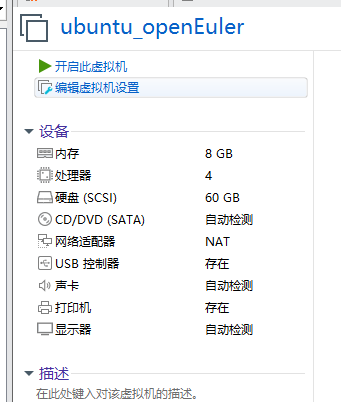 ubuntu_openEuler
开启此虚拟机
编辑虚拟机设置
设备
内存 8 GB
处理器 4
硬盘 (SCSI) 60 GB
CD/DVD (SATA) 自动检测
网络适配器 NAT
USB 控制器 存在
声卡 自动检测
打印机 存在
显示器 自动检测
描述
在此处键入对该虚拟机的描述。